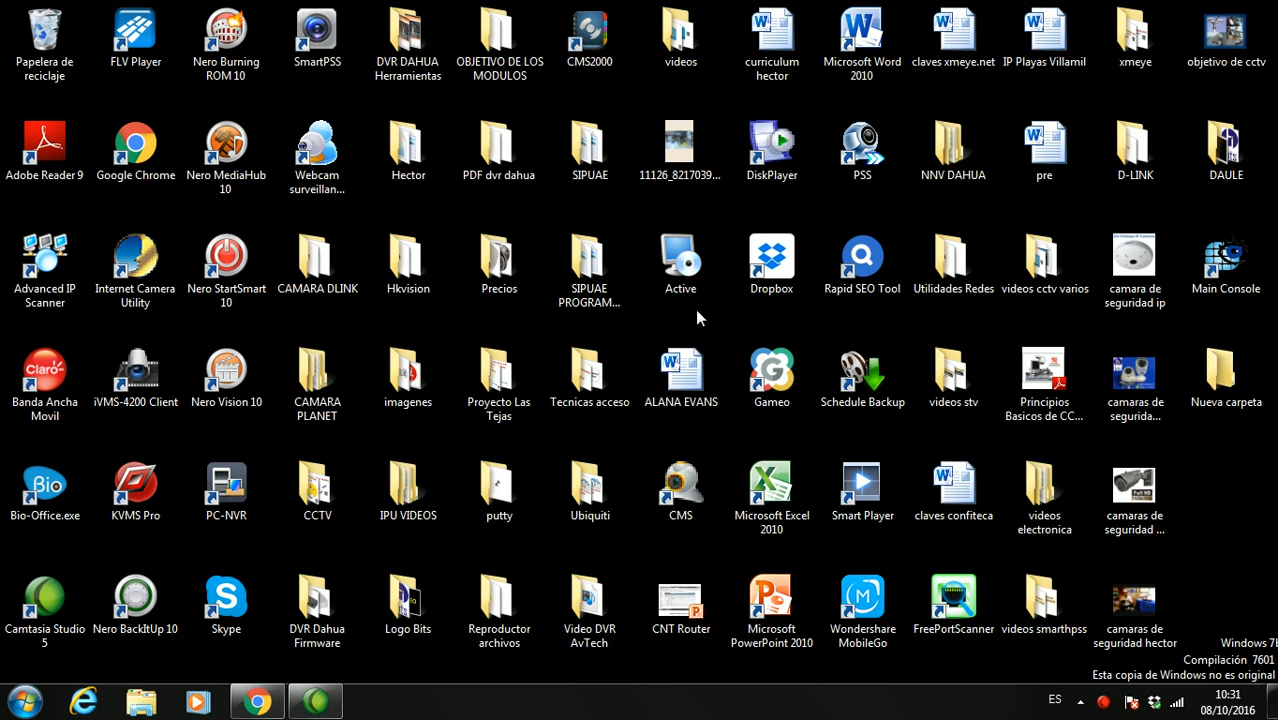 Papelera de
reciclaje
FLV Player
Nero Burning
ROM 10
SmartPSS
DVR DAHUA
Herramientas
OBJETIVO DE LOS
MODULOS
CMS2000
videos
curriculum
hector
Microsoft Word
2010
claves xmeye.net
IP Playas Villamil
xmeye
objetivo de cctv
Adobe Reader 9
Google Chrome
Nero MediaHub
10
Webcam
surveillan...
Hector
PDF dvr dahua
SIPUAE
11126_8217039...
DiskPlayer
PSS
NNV DAHUA
pre
D-LINK
DAULE
Advanced IP
Scanner
Internet Camera
Utility
Nero StartSmart
10
CAMARA DLINK
Hkvision
Precios
SIPUAE
PROGRAM...
Active
Dropbox
Rapid SEO Tool
Utilidades Redes
videos cctv varios
camara de
seguridad ip
Main Console
Claro
Banda Ancha
Movil
iVMS-4200 Client
Nero Vision 10
CAMARA
PLANET
imagenes
Proyecto Las
Tejas
Tecnicas acceso
ALANA EVANS
Gameo
Schedule Backup
videos stv
Principios
Basicos de CC...
camaras de
segurida...
Nueva carpeta
Bio
Bio-Office.exe
KVMS Pro
PC-NVR
CCTV
IPU VIDEOS
putty
Ubiquiti
CMS
Microsoft Excel
2010
Smart Player
claves confiteca
videos
electronica
Full HD
camaras de
seguridad ...
Camtasia Studio
5
Nero BackItUp 10
Skype
DVR Dahua
Firmware
Logo Bits
Reproductor
archivos
Video DVR
AvTech
CNT Router
Microsoft
PowerPoint 2010
Wondershare
MobileGo
FreePortScanner
videos smarthpss
camaras de
seguridad hector
Windows 7
Compilación 7601
Esta copia de Windows no es original
ES
10:31
08/10/2016